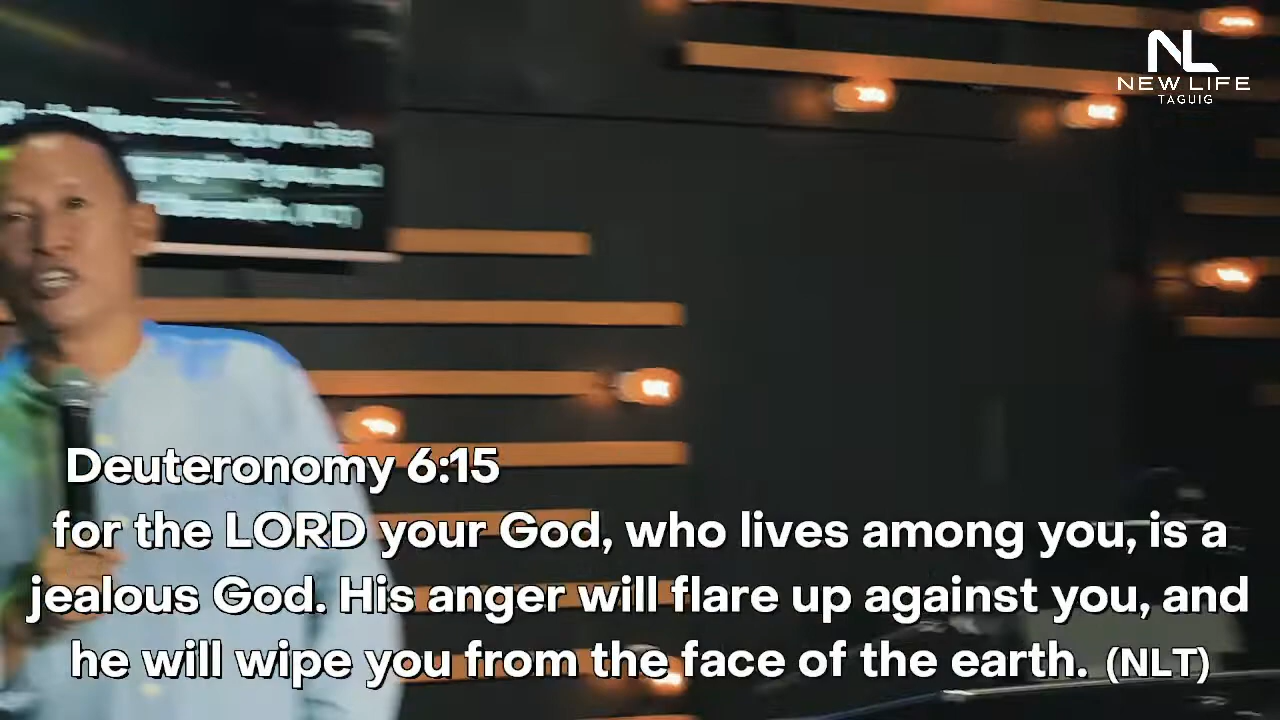 NL
NEW LIFE
TAGUIG
Deuteronomy 6:15
for the LORD your God, who lives among you, is a
jealous God. His anger will flare up against you, and
he will wipe you from the face of the earth. (NLT)